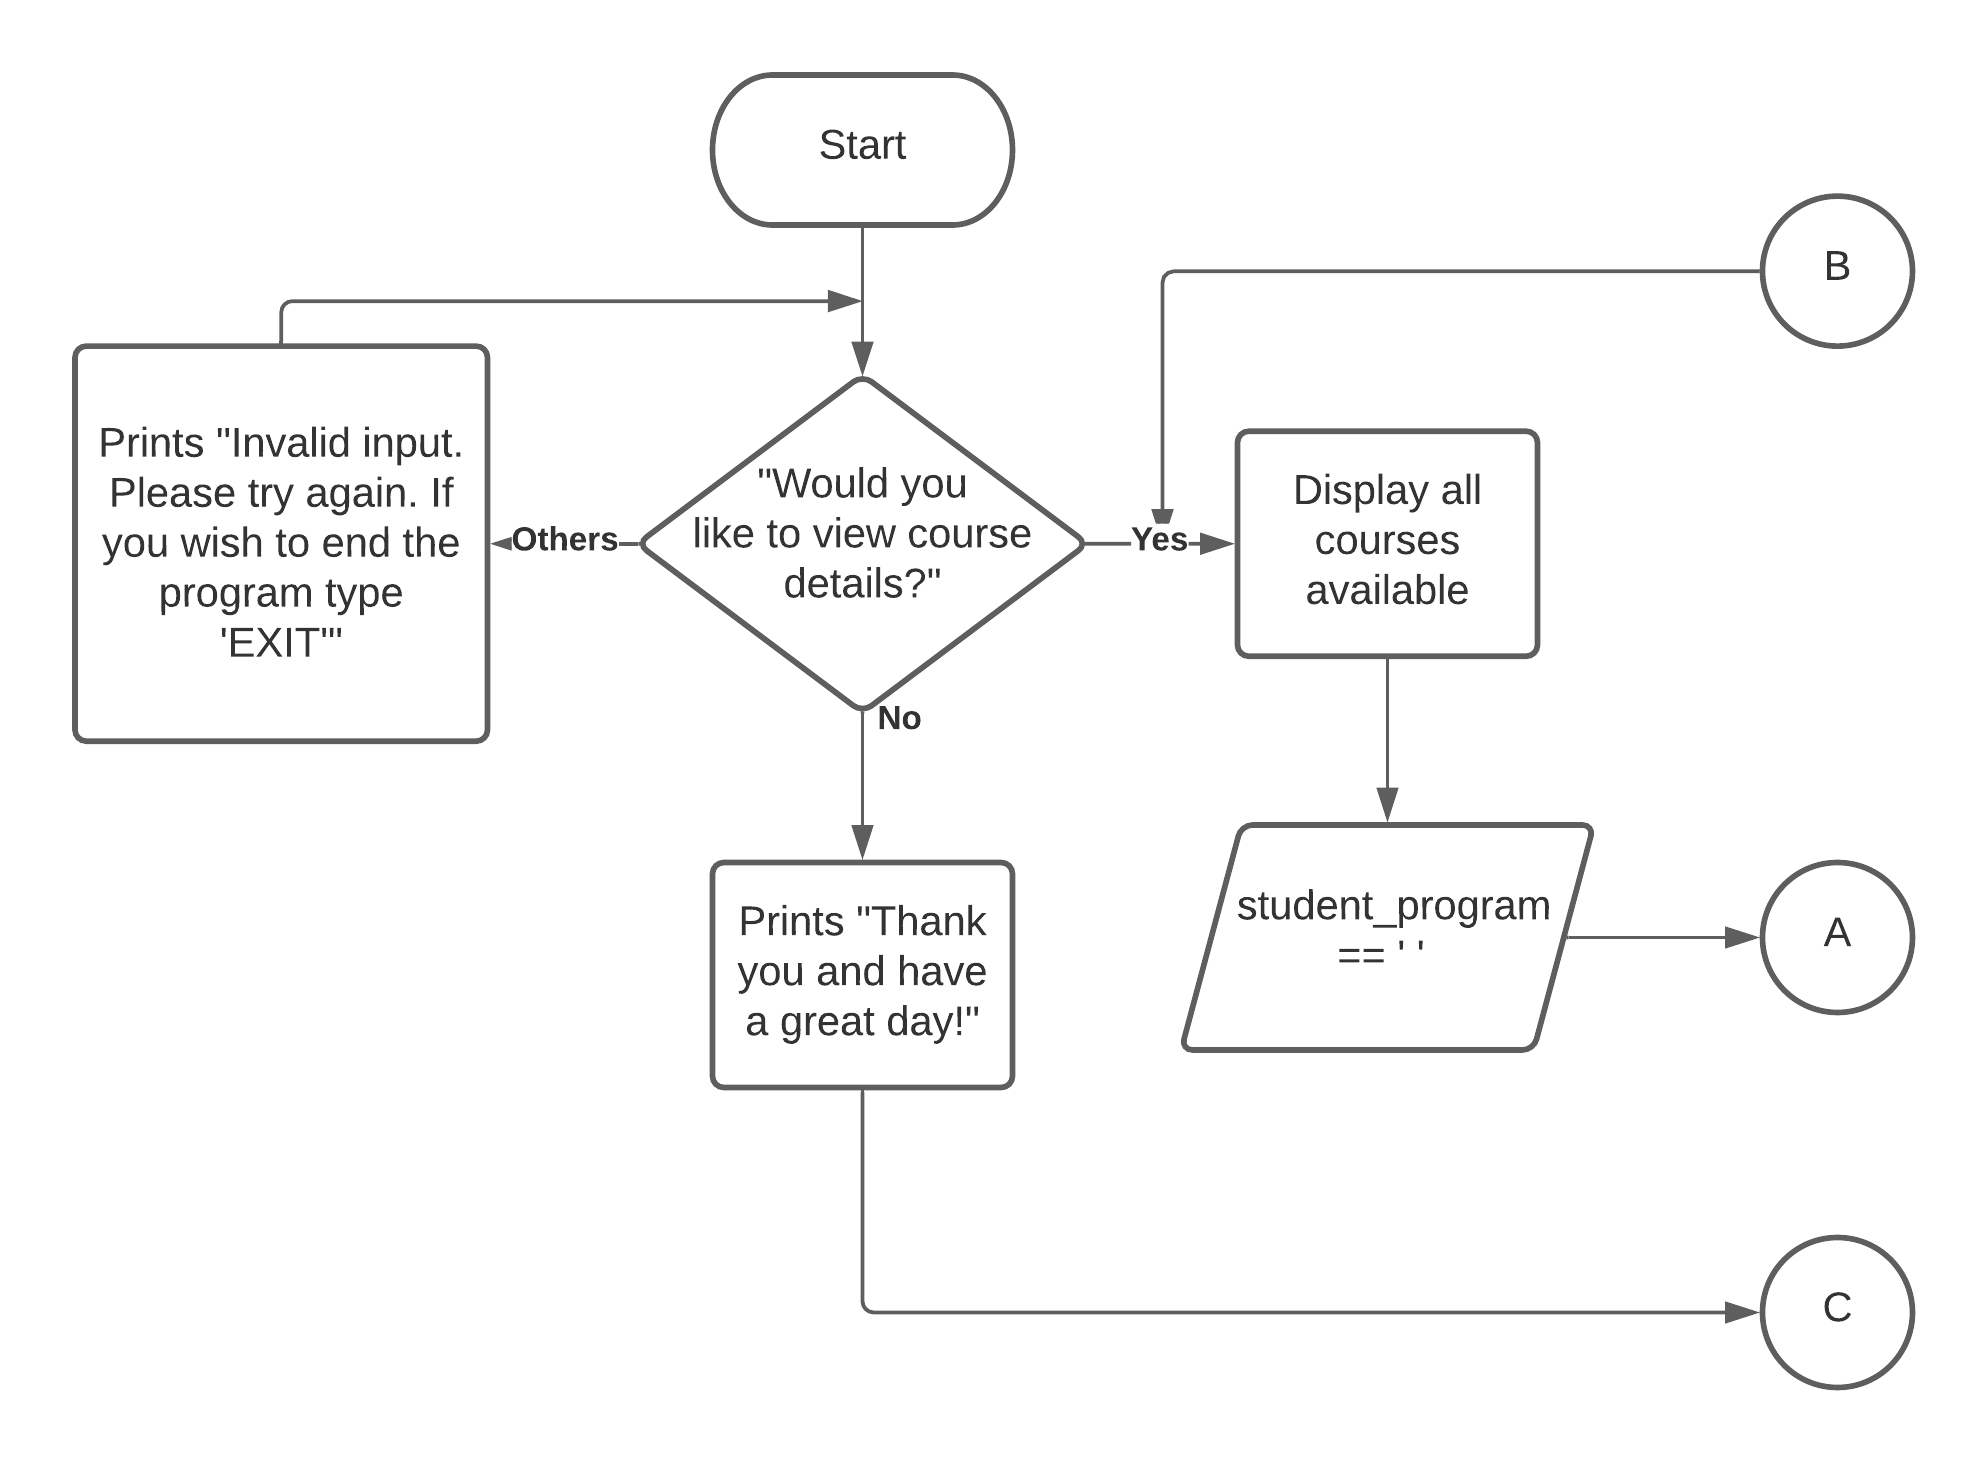 Start
B
Prints "Invalid input.
Please try again. If
you wish to end the
program type
'EXIT'"
Others
"Would you
like to view course
details?"
Yes
Display all
courses
available
No
Prints "Thank
you and have
a great day!"
student_program
== ' '
A
C